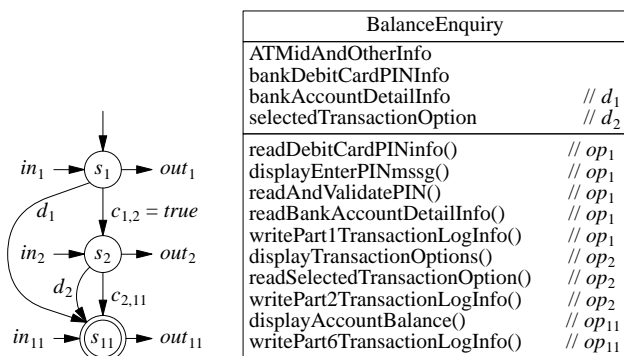 BalanceEnquiry
ATMidAndOtherInfo
bankDebitCardPINInfo
bankAccountDetailInfo // d1
selectedTransactionOption // d2
readDebitCardPINinfo() // op1
displayEnterPINmssg() // op1
readAndValidatePIN() // op1
readBankAccountDetailInfo() // op1
writePart1TransactionLogInfo() // op1
displayTransactionOptions() // op2
readSelectedTransactionOption() // op2
writePart2TransactionLogInfo() // op2
displayAccountBalance() // op11
writePart6TransactionLogInfo() // op11
in1 s1 out1
d1 c1,2 = true
in2 s2 out2
d2 c2,11
in11 s11 out11